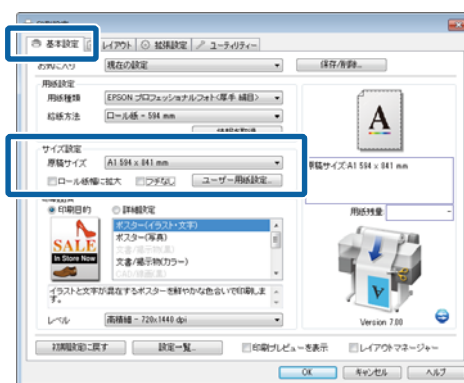 基本設定
レイアウト
拡張設定
ユーティリティー
お気に入り
現在の設定
保存/削除...
用紙設定
用紙種類
EPSON プロフェッショナルフォト<厚手 絹目>
給紙方法
ロール紙 - 594 mm
サイズ設定
原稿サイズ
A1 594 x 841 mm
ロール紙幅に拡大
フチなし
ユーザー用紙設定...
A
原稿サイズ:A1 594 x 841 mm
印刷目的
詳細設定
用紙残量
-
SALE
In Store Now
ポスター(イラスト・文字)
ポスター(写真)
文書/掲示物(黒)
文書/掲示物(カラー)
CAD/線画(黒)
イラストと文字が混在するポスターを鮮やかな色合いで印刷します。
レベル
高精細 - 720x1440 dpi
Version 7.00
初期設定に戻す
設定一覧...
印刷プレビューを表示
レイアウトマネージャー
OK
キャンセル
ヘルプ